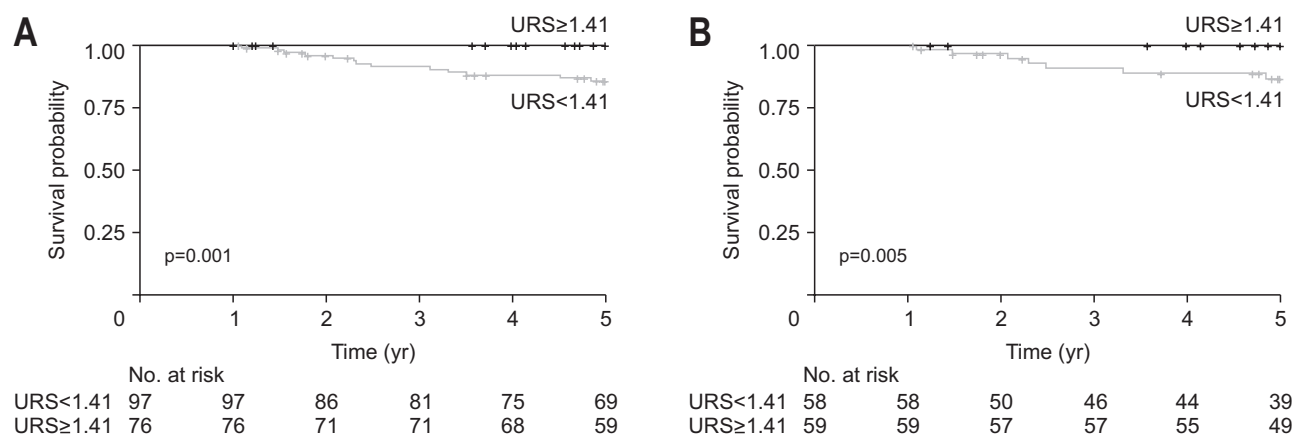 A
URS≥1.41
1.00
0.75
0.50
0.25
Survival probability
URS<1.41
p=0.001
0 1 2 3 4 5
Time (yr)
No. at risk
URS<1.41 97 97 86 81 75 69
URS≥1.41 76 76 71 71 68 59
B
URS≥1.41
1.00
0.75
0.50
0.25
Survival probability
URS<1.41
p=0.005
0 1 2 3 4 5
Time (yr)
No. at risk
URS<1.41 58 58 50 46 44 39
URS≥1.41 59 59 57 57 55 49